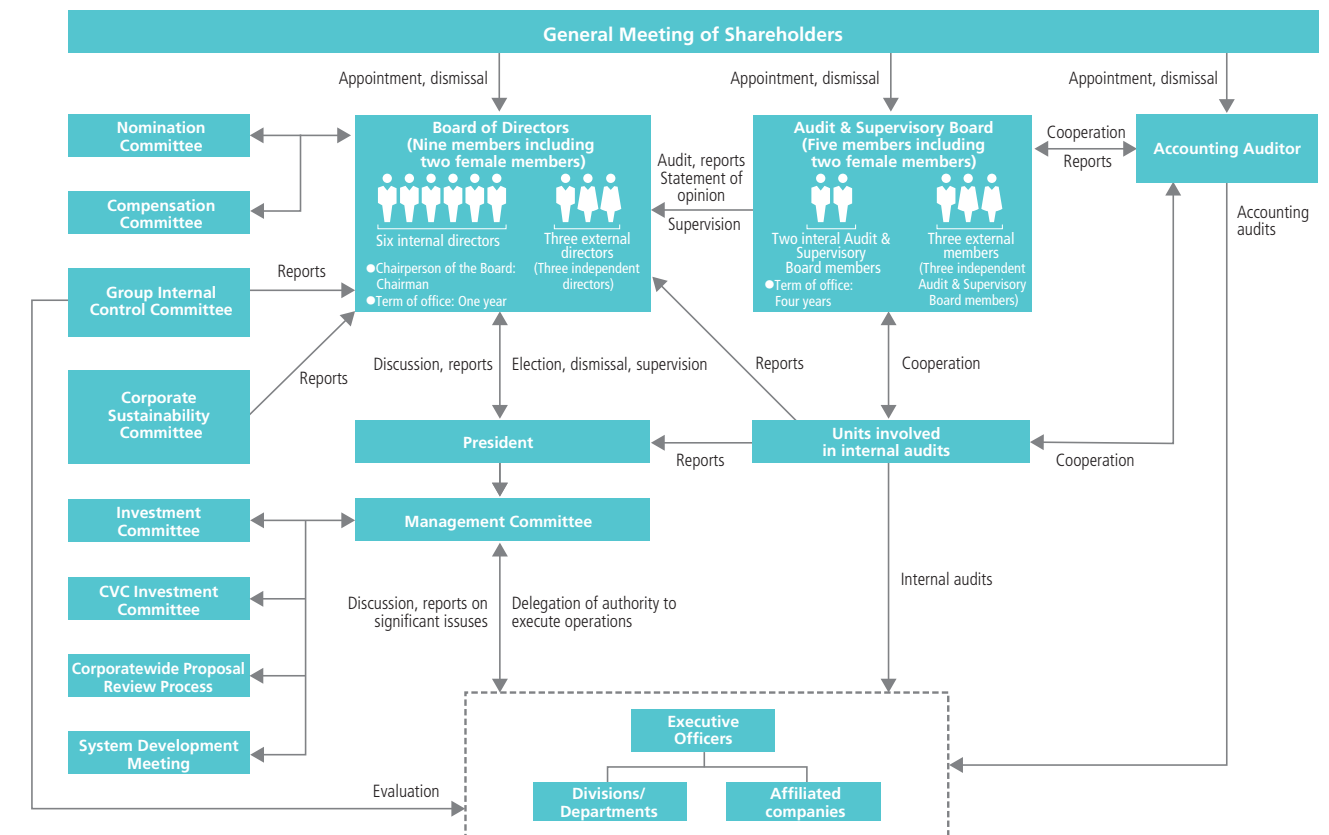 General Meeting of Shareholders
Appointment, dismissal
Appointment, dismissal
Appointment, dismissal
Nomination
Committee
Compensation
Committee
Group Internal
Control Committee
Corporate
Sustainability
Committee
Reports
Reports
Board of Directors
(Nine members including
two female members)
Six internal directors
Three external
directors
(Three independent
directors)
●Chairperson of the Board:
Chairman
●Term of office: One year
Audit, reports
Statement of
opinion
Supervision
Audit & Supervisory Board
(Five members including
two female members)
Two interal Audit &
Supervisory
Board members
●Term of office:
Four years
Three external
members
(Three independent
Audit & Supervisory
Board members)
Cooperation
Reports
Accounting Auditor
Accounting
audits
Discussion, reports
Election, dismissal, supervision
Reports
Cooperation
President
Reports
Units involved
in internal audits
Cooperation
Management Committee
Investment
Committee
CVC Investment
Committee
Corporatewide Proposal
Review Process
System Development
Meeting
Discussion, reports on
significant issuses
Delegation of authority to
execute operations
Internal audits
Evaluation
Executive
Officers
Divisions/
Departments
Affiliated
companies